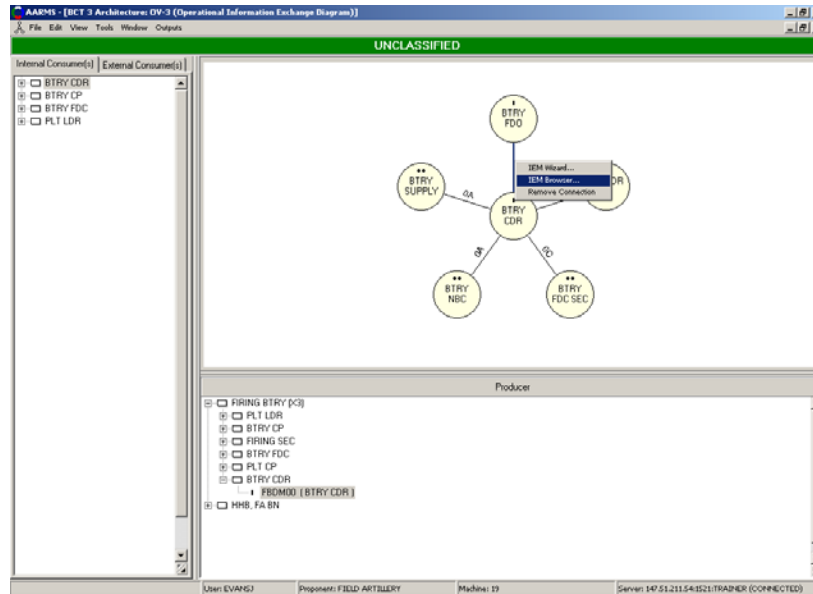 AARMS - [BCT 3 Architecture: OV-3 (Operational Information Exchange Diagram)]
File Edit View Tools Window Outputs
UNCLASSIFIED
Internal Consumer(s) External Consumer(s)
BTRY CDR
BTRY CP
BTRY FDC
PLT LDR
BTRY
FDO
IEM Wizard...
IEM Browser...
Remove Connection
DR
BTRY
SUPPLY
0A
BTRY
CDR
0A
0C
BTRY
NBC
BTRY
FDC SEC
Producer
FIRING BTRY (X3)
PLT LDR
BTRY CP
FIRING SEC
BTRY FDC
PLT CP
BTRY CDR
FBDM00 ( BTRY CDR )
HHB, FA BN
User: EVANSJ Proponent: FIELD ARTILLERY Machine: 19 Server: 147.51.211.54:1521:TRAINER (CONNECTED)